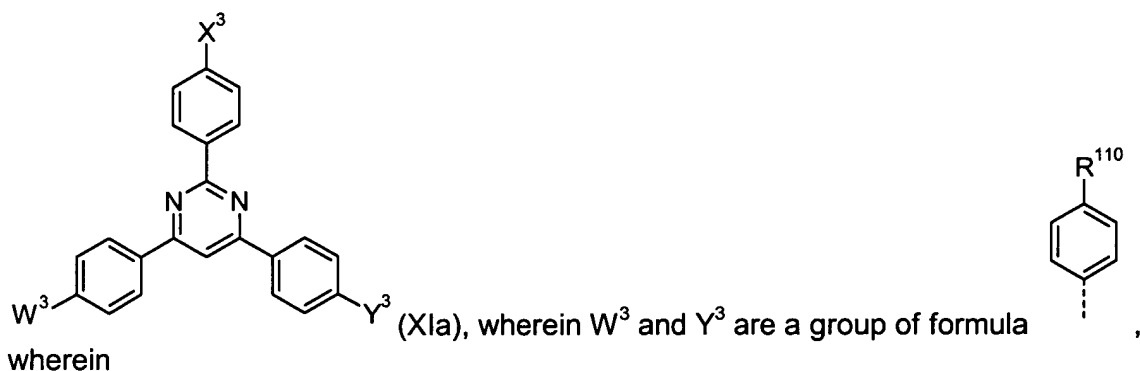 X³
R¹¹⁰
N N
W³ Y³ (XIa), wherein W³ and Y³ are a group of formula ,
wherein